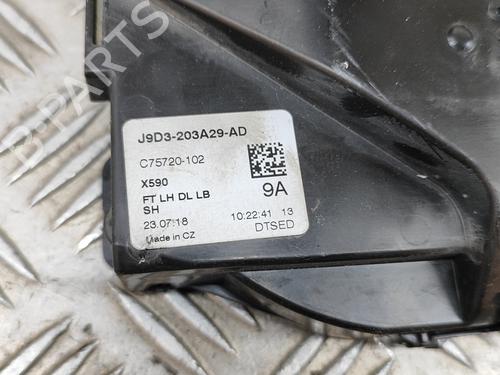 B-PARTS
J9D3-203A29-AD
C75720-102
X590
9A
FT LH DL LB
SH
23.07.18 10:22:41 13
Made in CZ DTSED